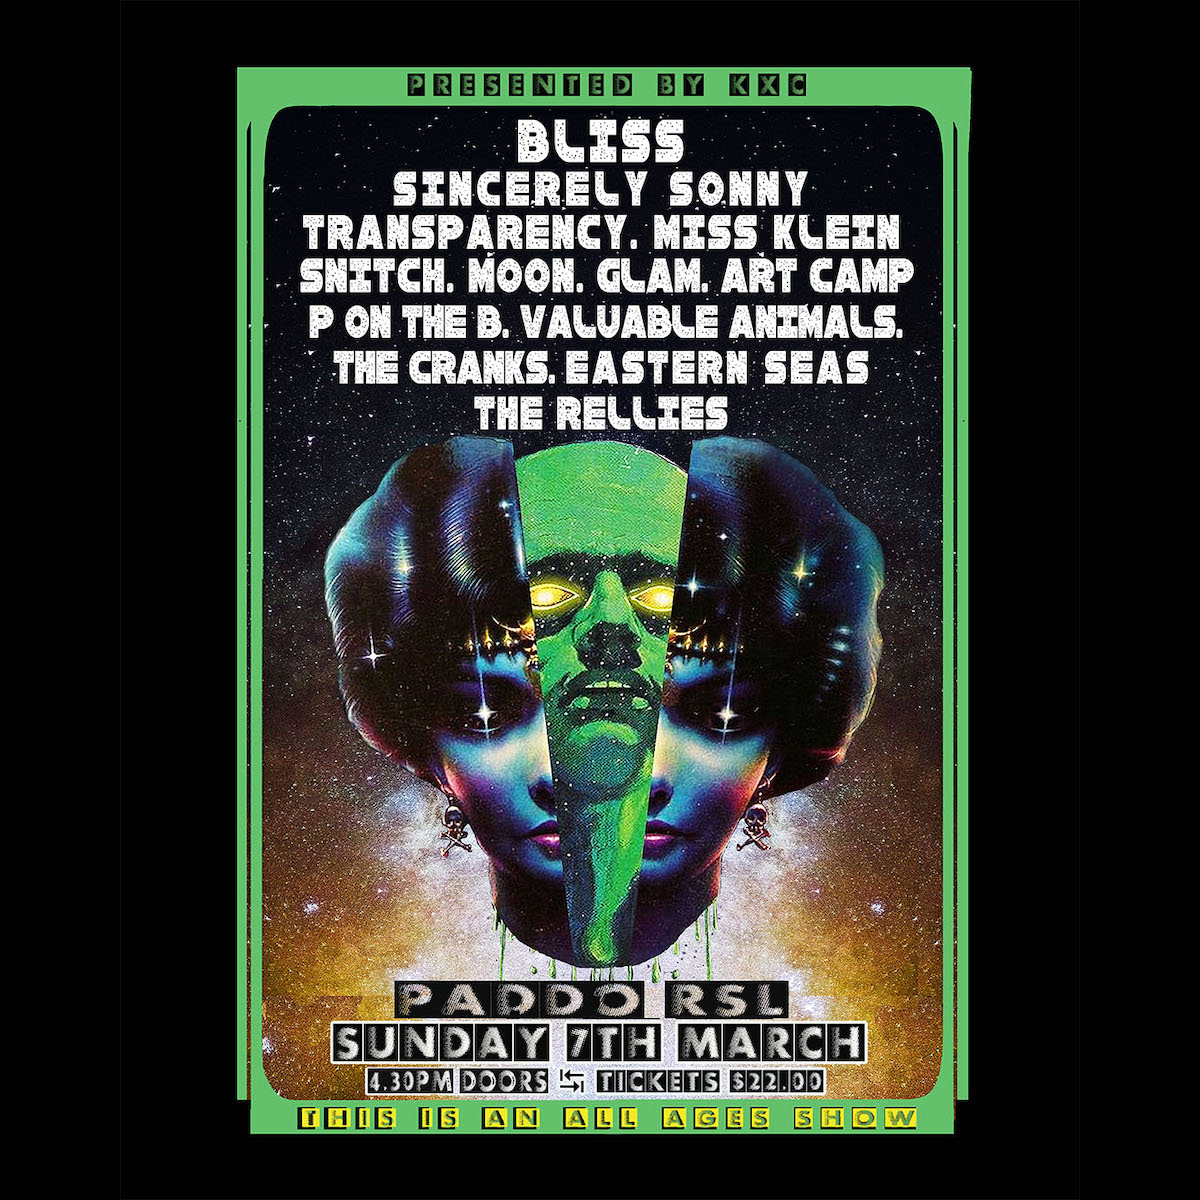 PRESENTED BY KXC
BLISS
SINCERELY SONNY
TRANSPARENCY. MISS KLEIN
SNITCH. MOON. GLAM. ART CAMP
P ON THE B. VALUABLE ANIMALS.
THE CRANKS. EASTERN SEAS
THE RELLIES
PADDO RSL
SUNDAY 7TH MARCH
4.30PM DOORS TICKETS $22.00
THIS IS AN ALL AGES SHOW